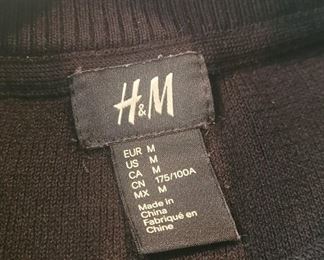 H&M
EUR M
US M
CA M
CN 175/100A
MX M
Made in
China
Fabriqué en
Chine